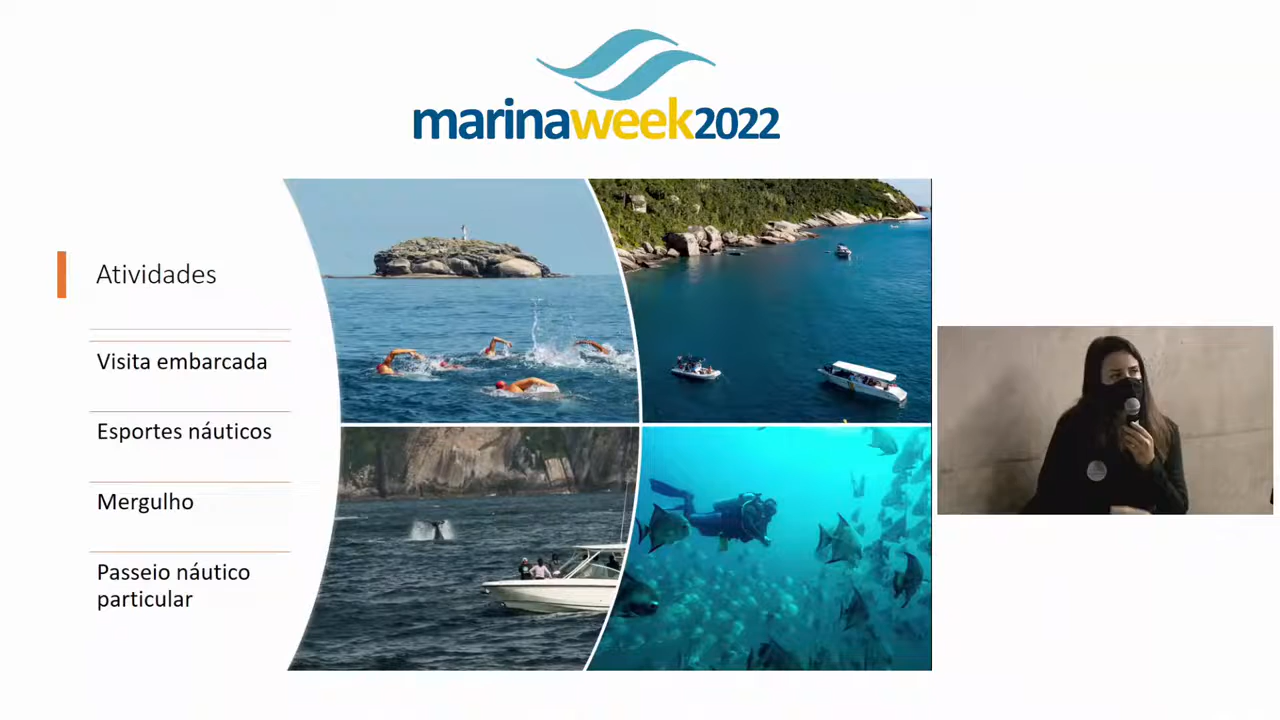 marinaweek2022
Atividades
Visita embarcada
Esportes náuticos
Mergulho
Passeio náutico
particular